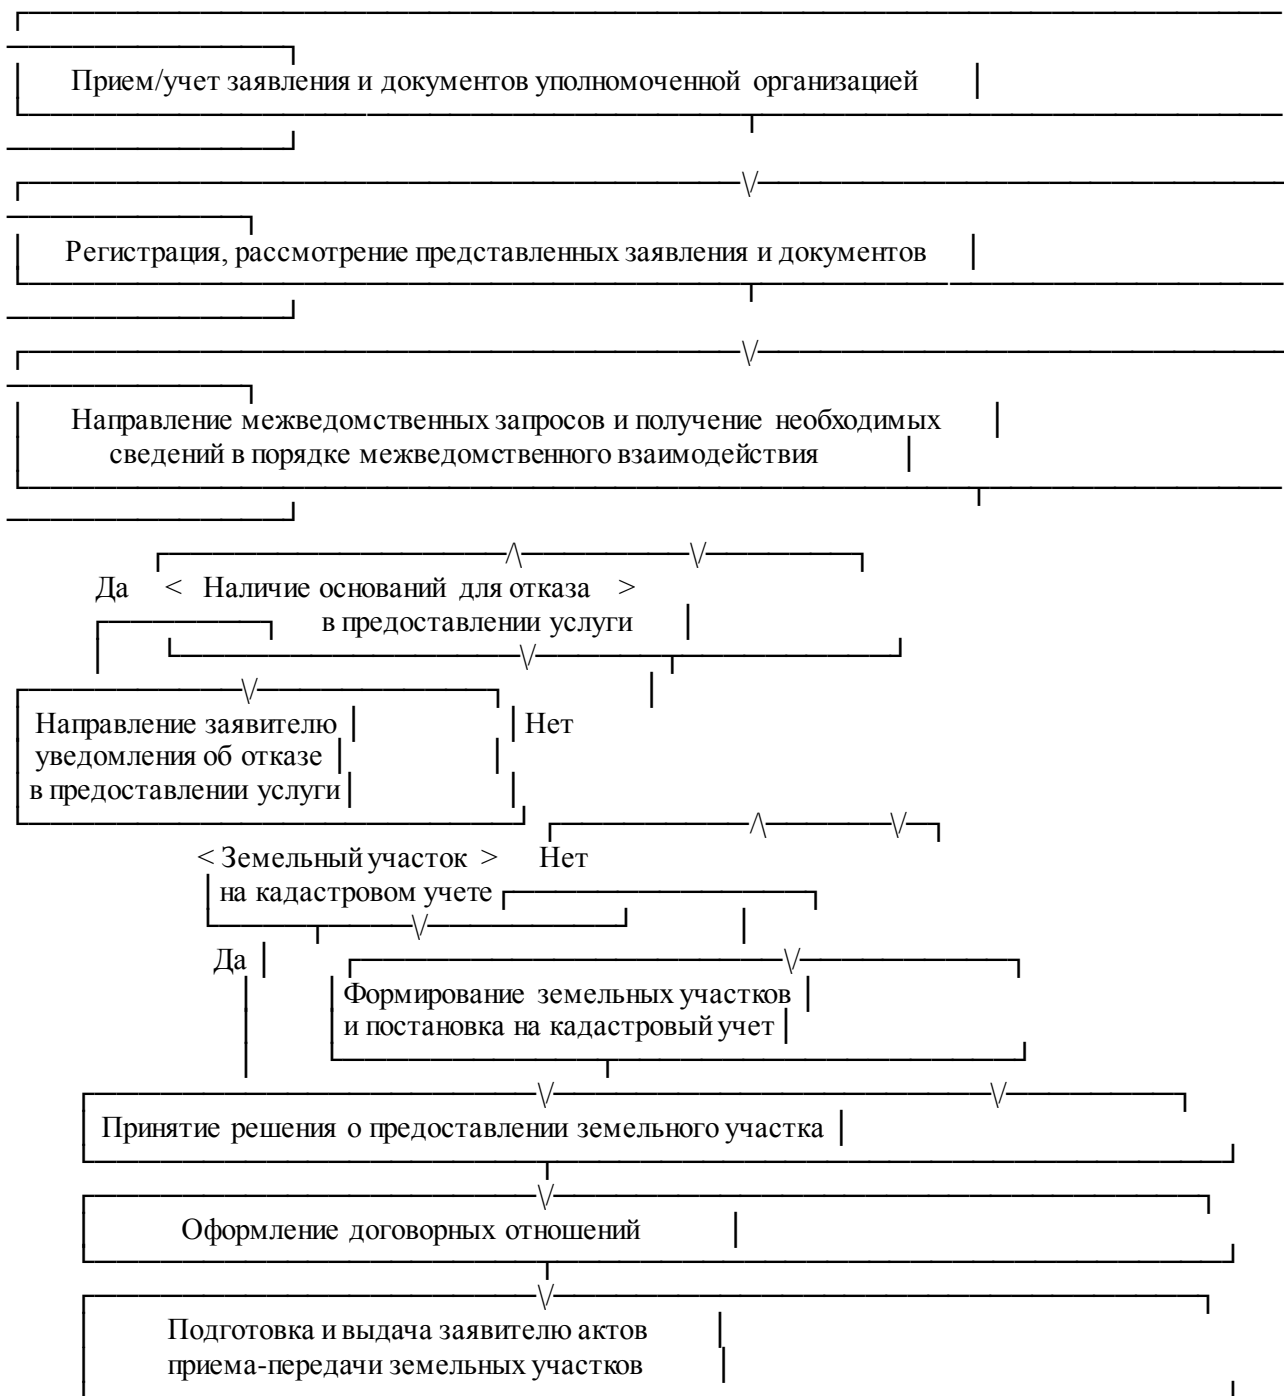 Прием/учет заявления и документов уполномоченной организацией
Регистрация, рассмотрение представленных заявления и документов
Направление межведомственных запросов и получение необходимых
сведений в порядке межведомственного взаимодействия
Да < Наличие оснований для отказа >
в предоставлении услуги
Направление заявителю Нет
уведомления об отказе
в предоставлении услуги
< Земельный участок > Нет
на кадастровом учете
Да
Формирование земельных участков
и постановка на кадастровый учет
Принятие решения о предоставлении земельного участка
Оформление договорных отношений
Подготовка и выдача заявителю актов
приема-передачи земельных участков